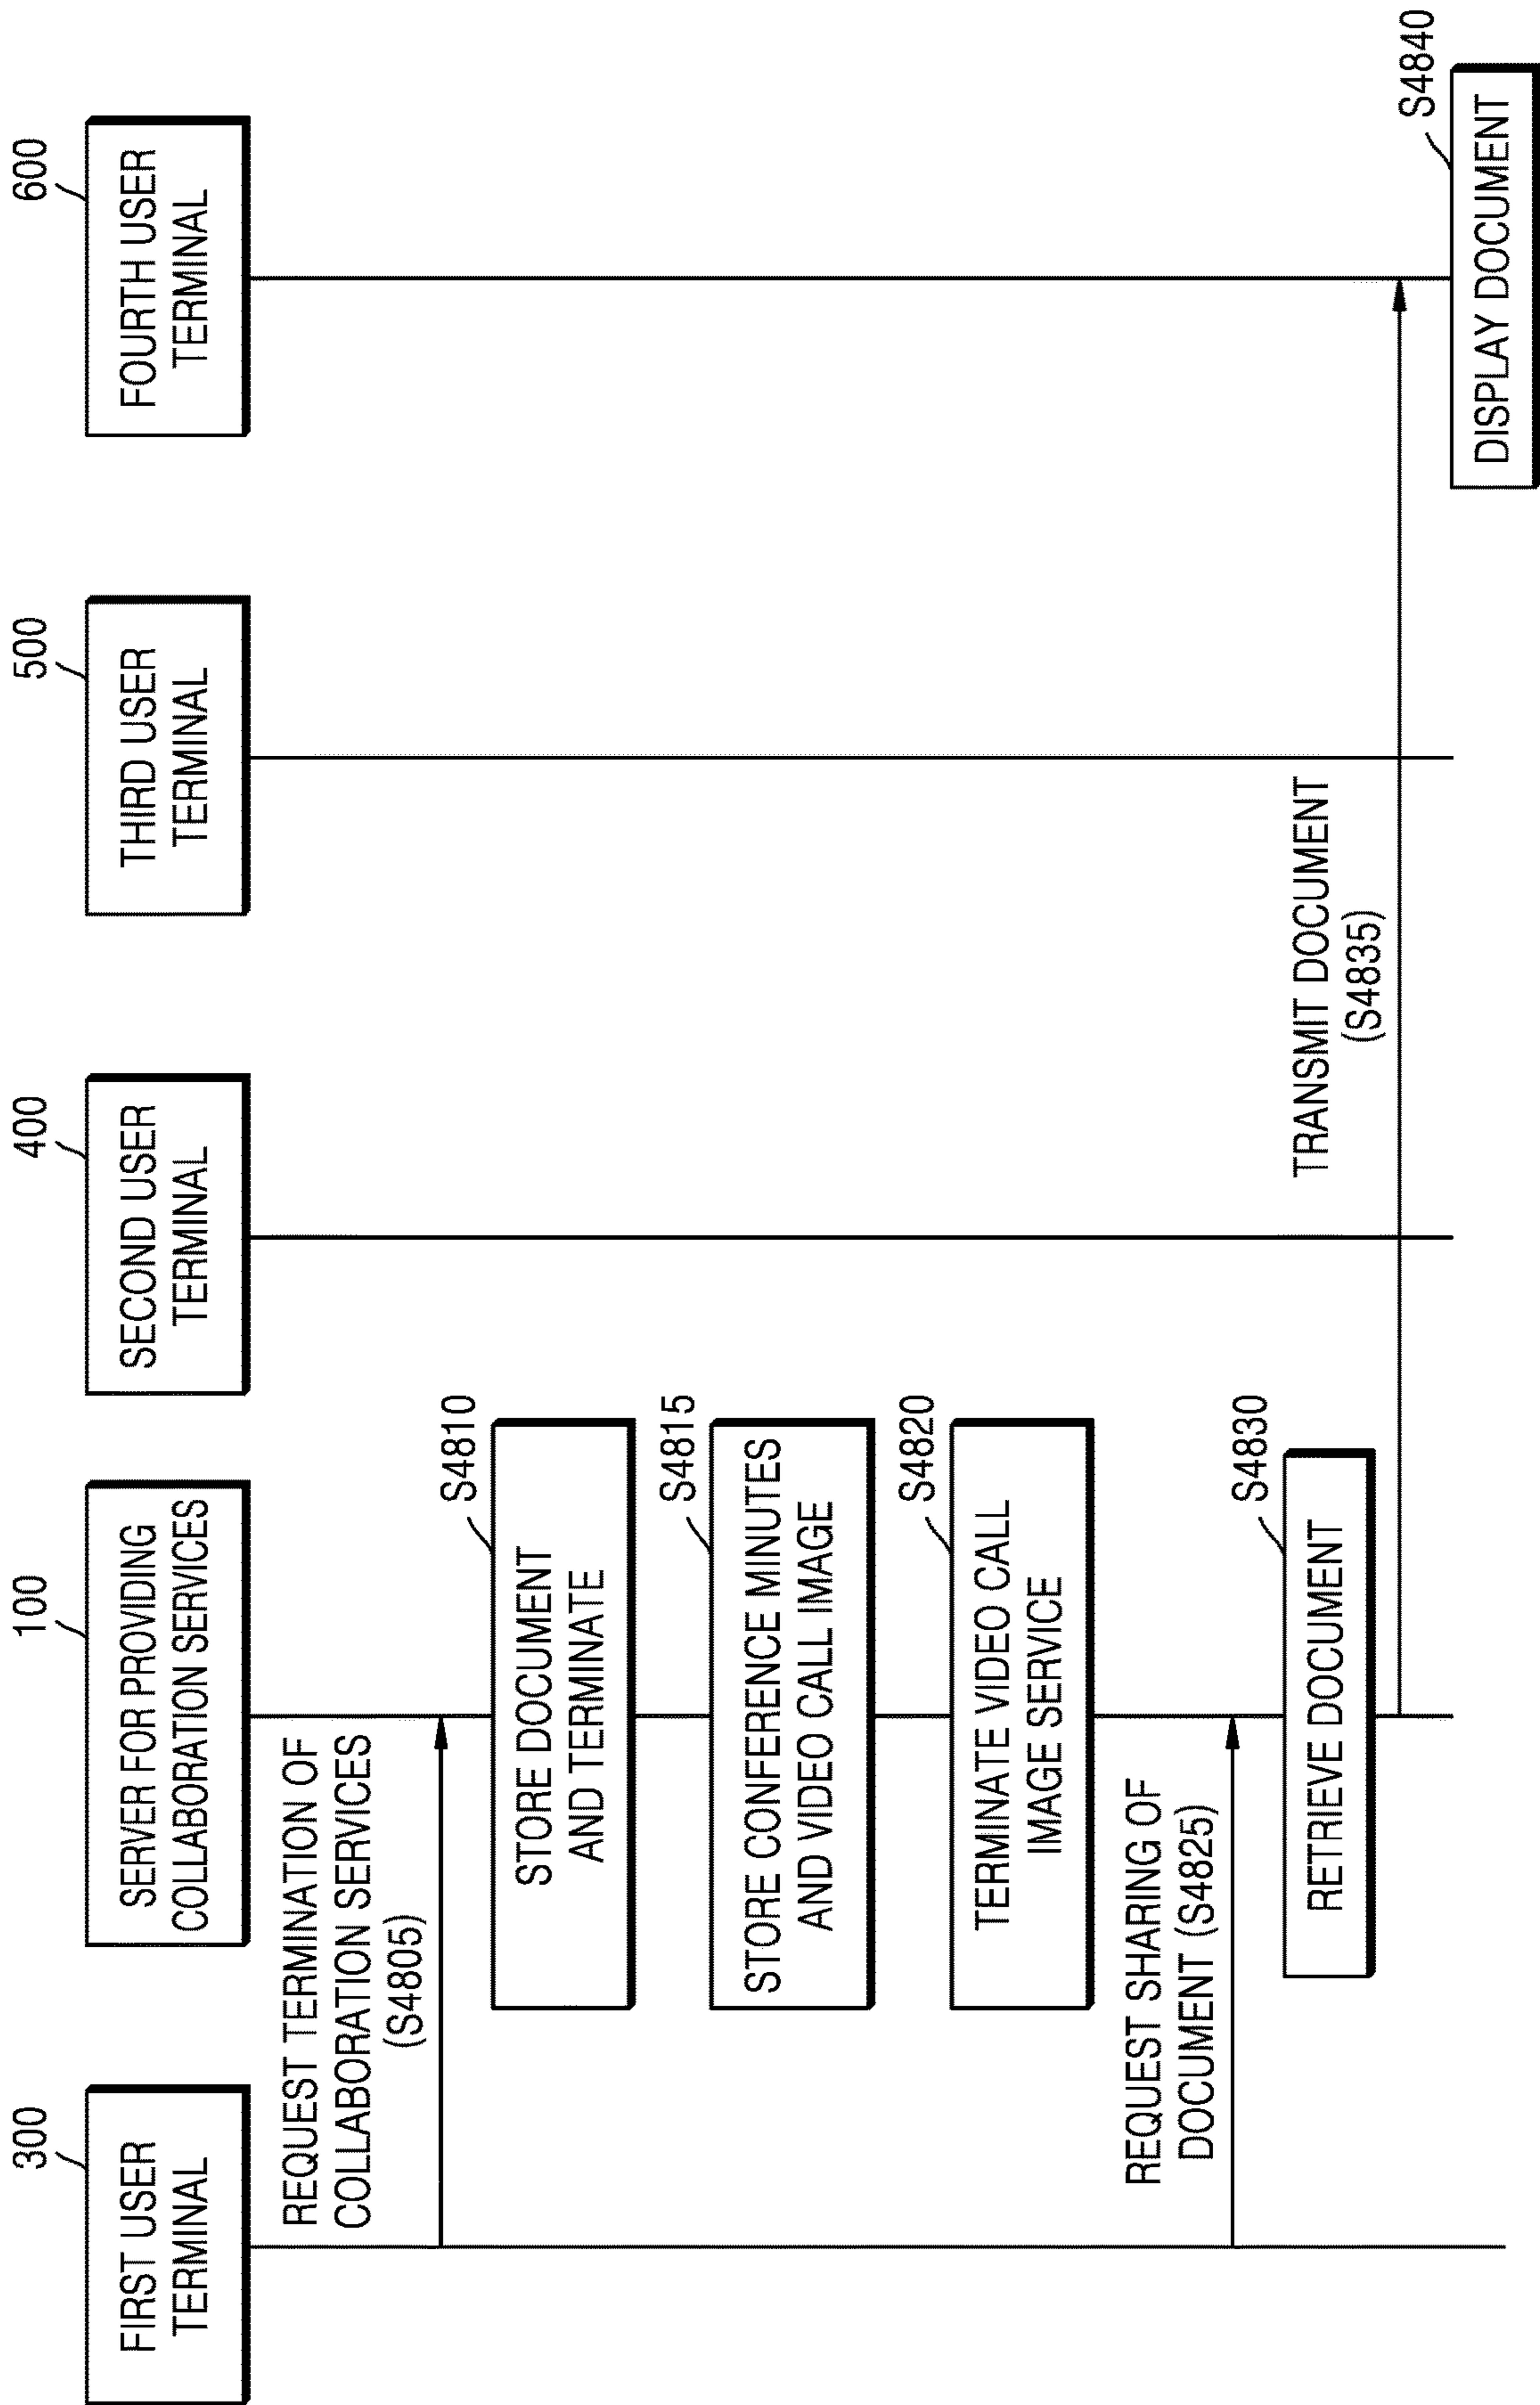 300
FIRST USER
TERMINAL
100
SERVER FOR PROVIDING
COLLABORATION SERVICES
400
SECOND USER
TERMINAL
500
THIRD USER
TERMINAL
600
FOURTH USER
TERMINAL
REQUEST TERMINATION OF
COLLABORATION SERVICES
(S4805)
S4810
STORE DOCUMENT
AND TERMINATE
S4815
STORE CONFERENCE MINUTES
AND VIDEO CALL IMAGE
S4820
TERMINATE VIDEO CALL
IMAGE SERVICE
REQUEST SHARING OF
DOCUMENT (S4825)
S4830
RETRIEVE DOCUMENT
TRANSMIT DOCUMENT
(S4835)
S4840
DISPLAY DOCUMENT